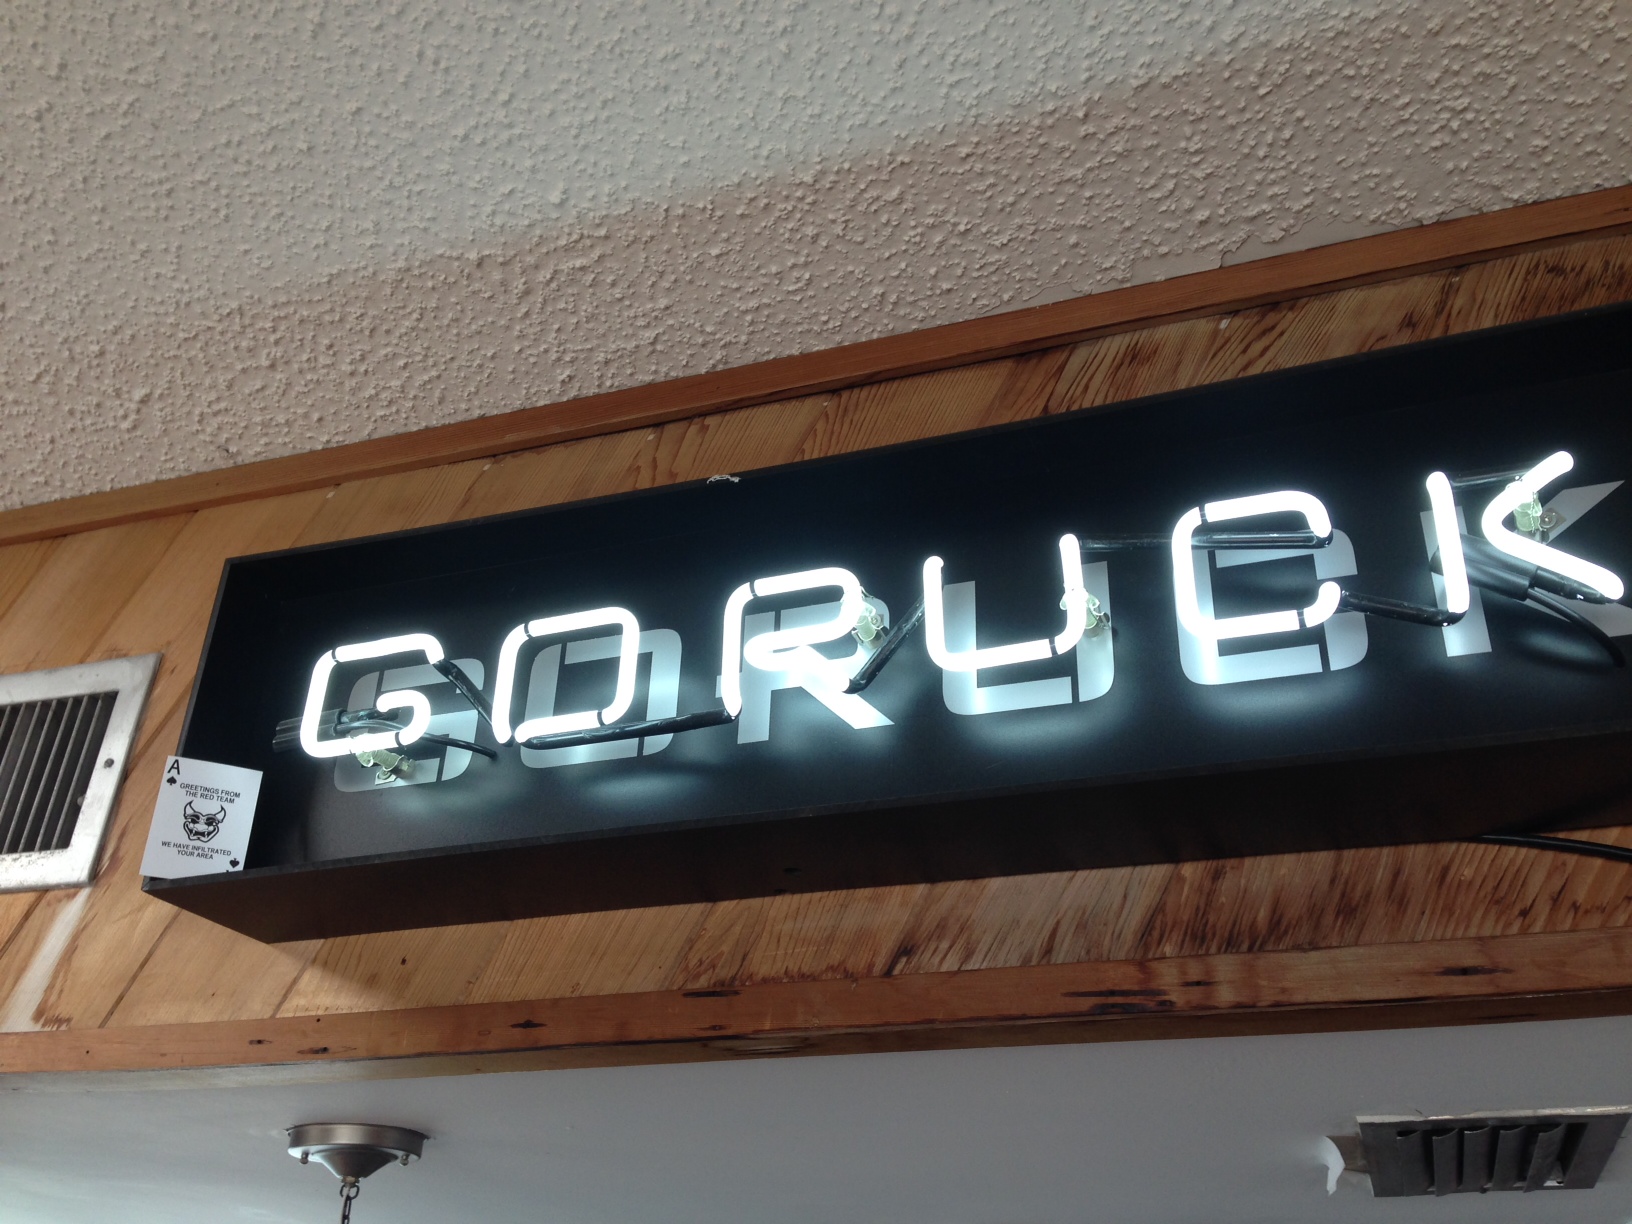 GORUCK
A
GREETINGS FROM
THE RED TEAM
WE HAVE INFILTRATED
YOUR AREA